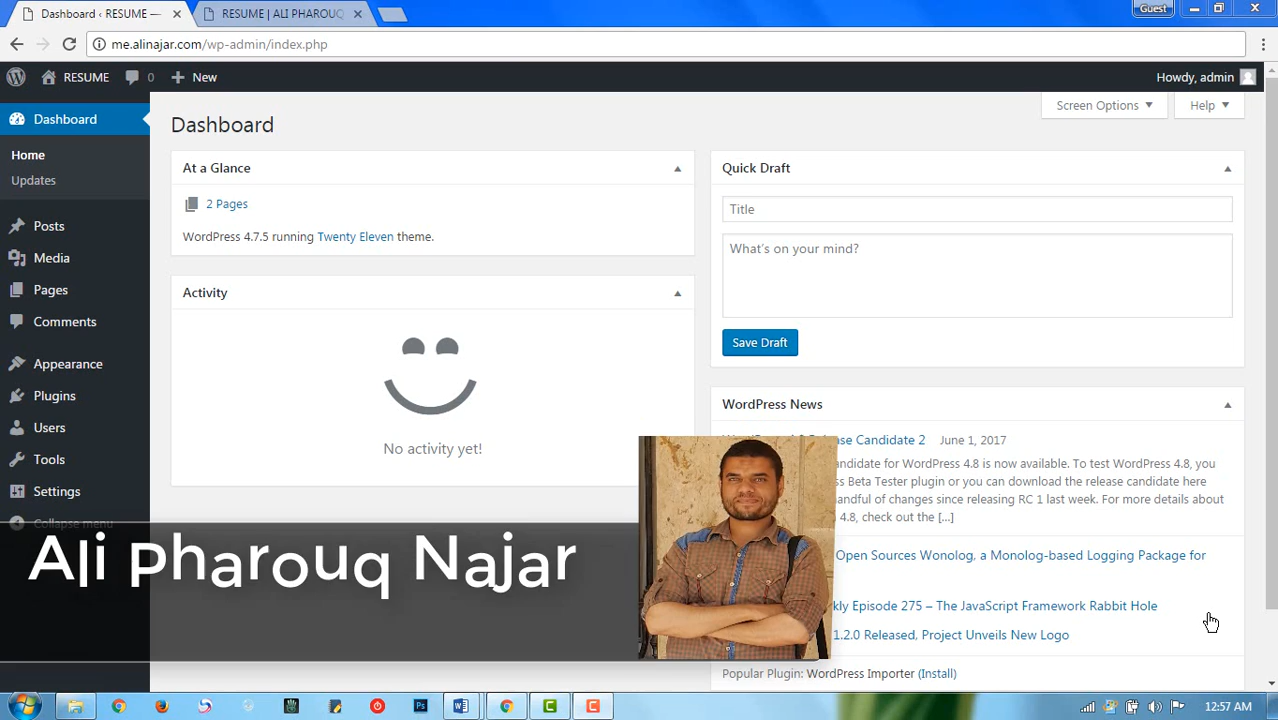 Dashboard ‹ RESUME —
RESUME | ALI PHAROUQ
Guest
me.alinajar.com/wp-admin/index.php
RESUME
0
New
Howdy, admin
Dashboard
Screen Options
Help
Dashboard
Home
Updates
Posts
Media
Pages
Comments
Appearance
Plugins
Users
Tools
Settings
Collapse menu
At a Glance
2 Pages
WordPress 4.7.5 running Twenty Eleven theme.
Activity
No activity yet!
Quick Draft
Title
What's on your mind?
Save Draft
WordPress News
Candidate 2 June 1, 2017
candidate for WordPress 4.8 is now available. To test WordPress 4.8, you
Beta Tester plugin or you can download the release candidate here
handful of changes since releasing RC 1 last week. For more details about
4.8, check out the [...]
Open Sources Wonolog, a Monolog-based Logging Package for
Episode 275 – The JavaScript Framework Rabbit Hole
1.2.0 Released, Project Unveils New Logo
Popular Plugin: WordPress Importer (Install)
Ali Pharouq Najar
Ps
12:57 AM